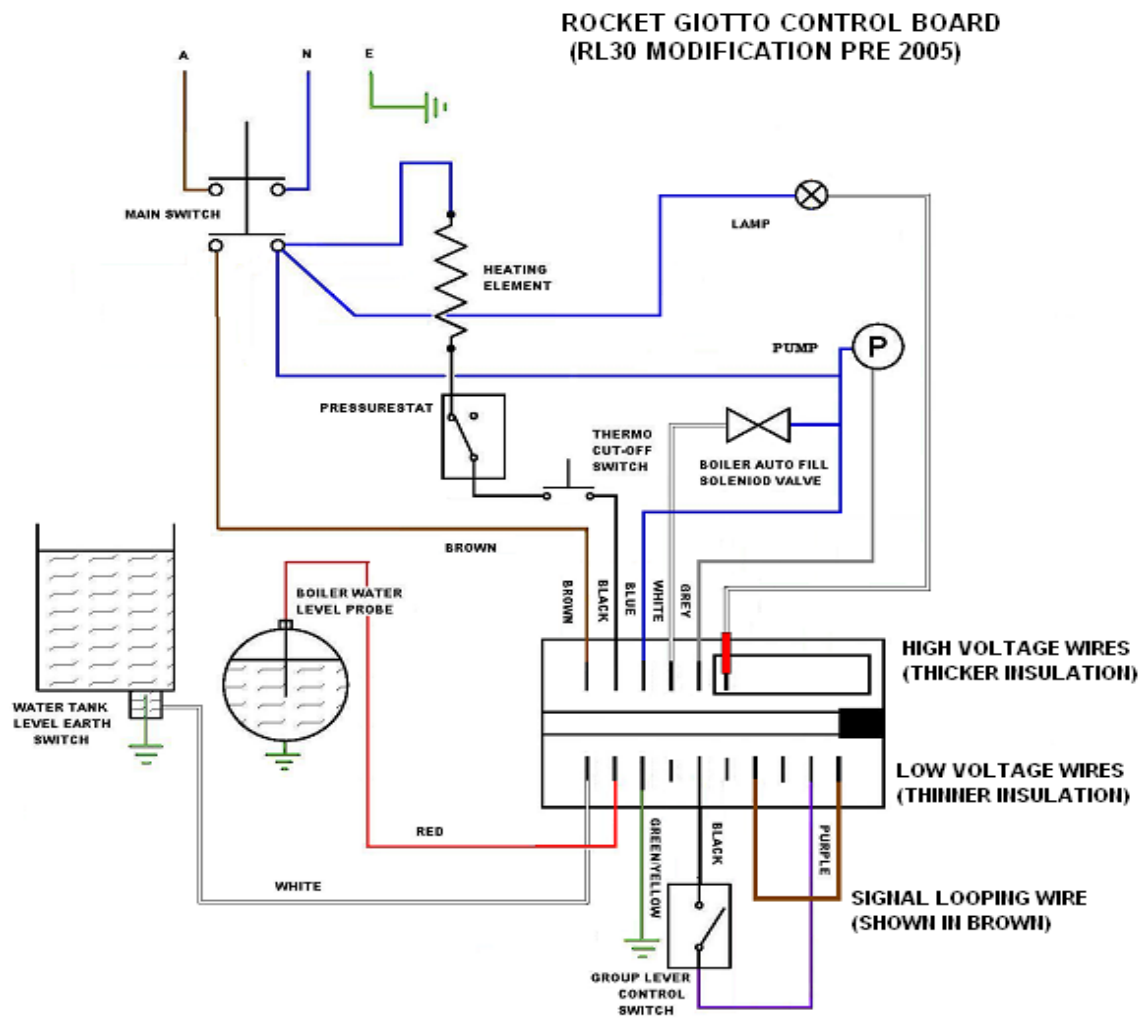 ROCKET GIOTTO CONTROL BOARD
(RL30 MODIFICATION PRE 2005)
A
N
E
MAIN SWITCH
LAMP
HEATING
ELEMENT
PUMP
P
PRESSURESTAT
THERMO
CUT-OFF
SWITCH
BOILER AUTO FILL
SOLENIOD VALVE
BROWN
BOILER WATER
LEVEL PROBE
BROWN
BLACK
BLUE
WHITE
GREY
HIGH VOLTAGE WIRES
(THICKER INSULATION)
WATER TANK
LEVEL EARTH
SWITCH
LOW VOLTAGE WIRES
(THINNER INSULATION)
RED
WHITE
GREEN/YELLOW
BLACK
PURPLE
SIGNAL LOOPING WIRE
(SHOWN IN BROWN)
GROUP LEVER
CONTROL
SWITCH